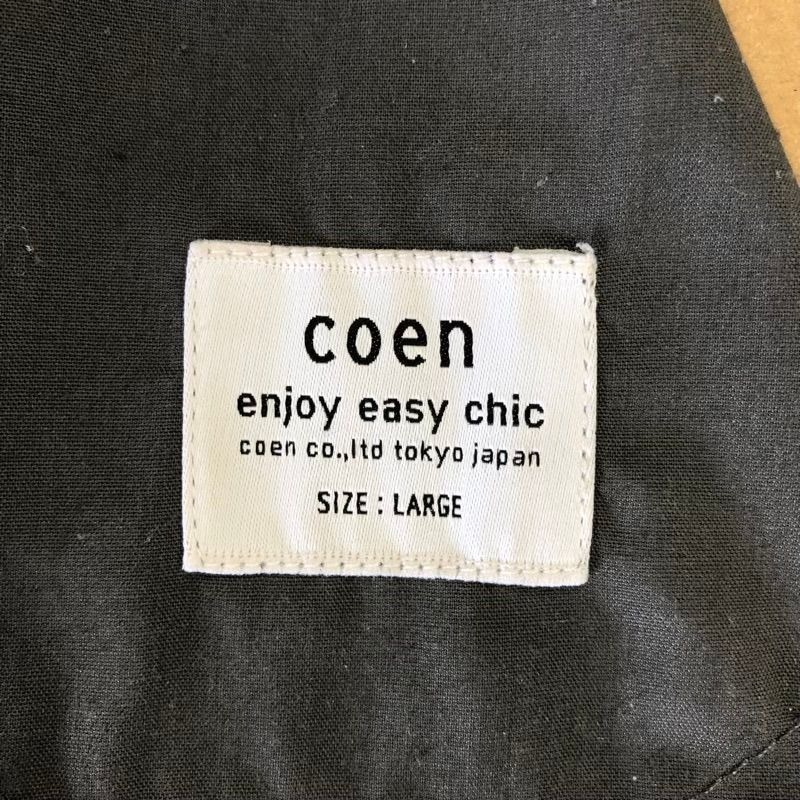 coen
enjoy easy chic
coen co.,ltd tokyo japan
SIZE : LARGE